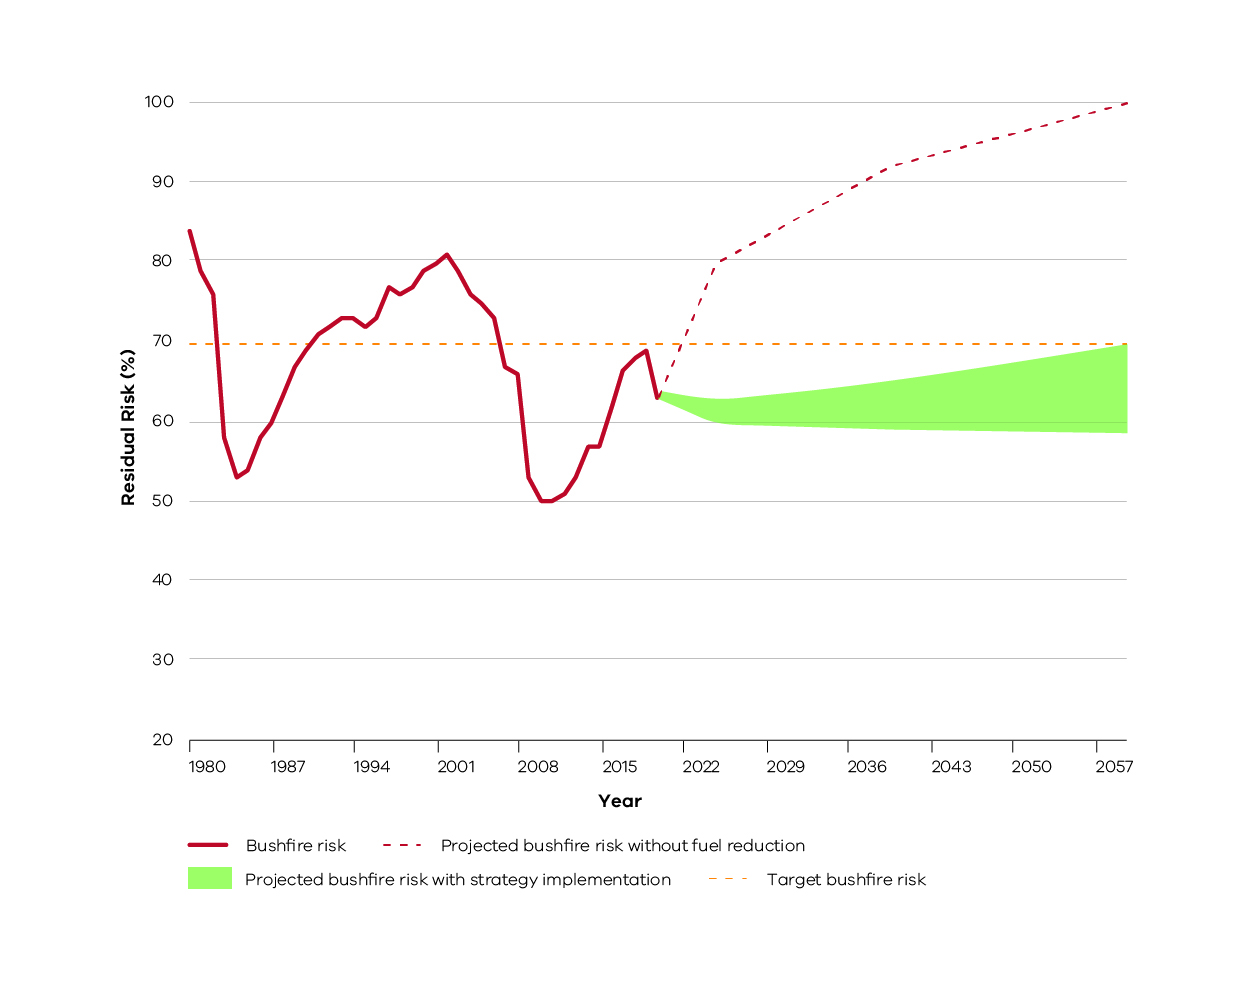 100
90
80
70
60
50
40
30
20
Residual Risk (%)
1980 1987 1994 2001 2008 2015 2022 2029 2036 2043 2050 2057
Year
Bushfire risk Projected bushfire risk without fuel reduction
Projected bushfire risk with strategy implementation Target bushfire risk